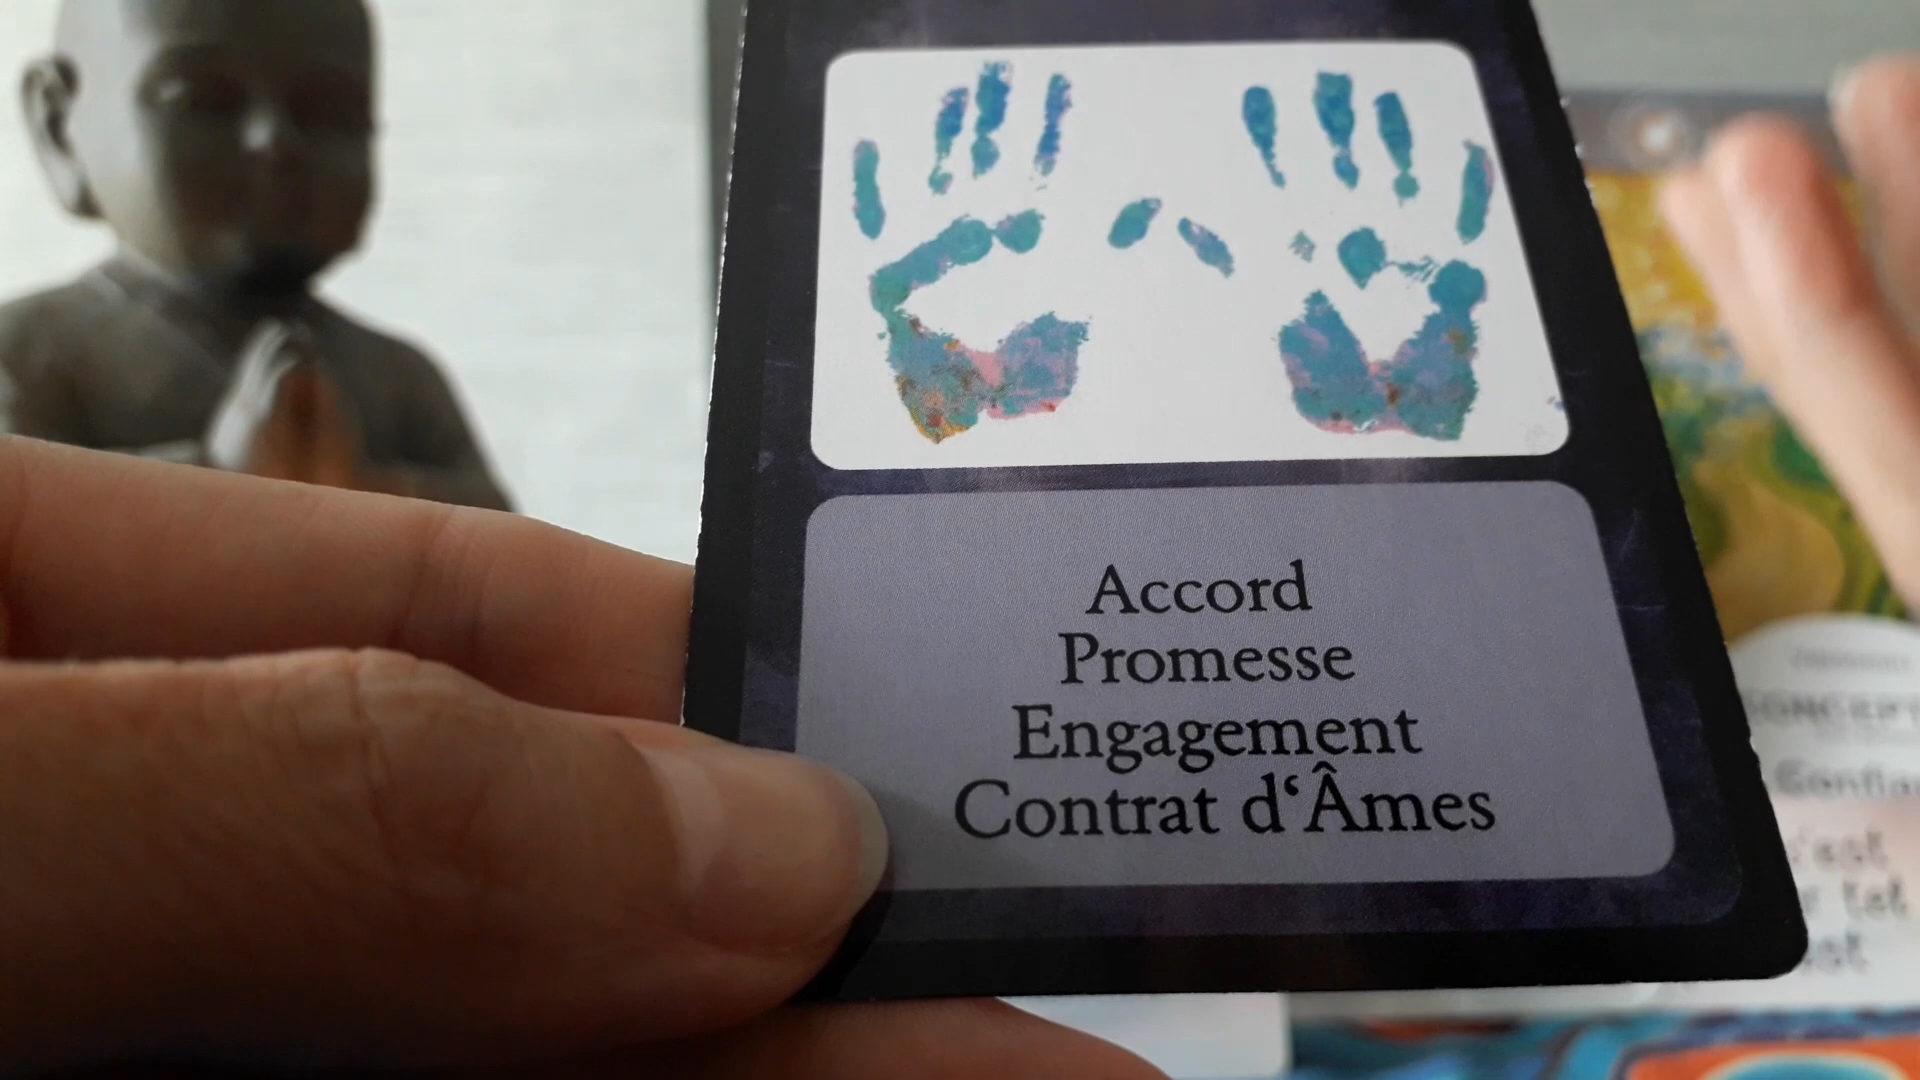 Accord
Promesse
Engagement
Contrat d‘Âmes